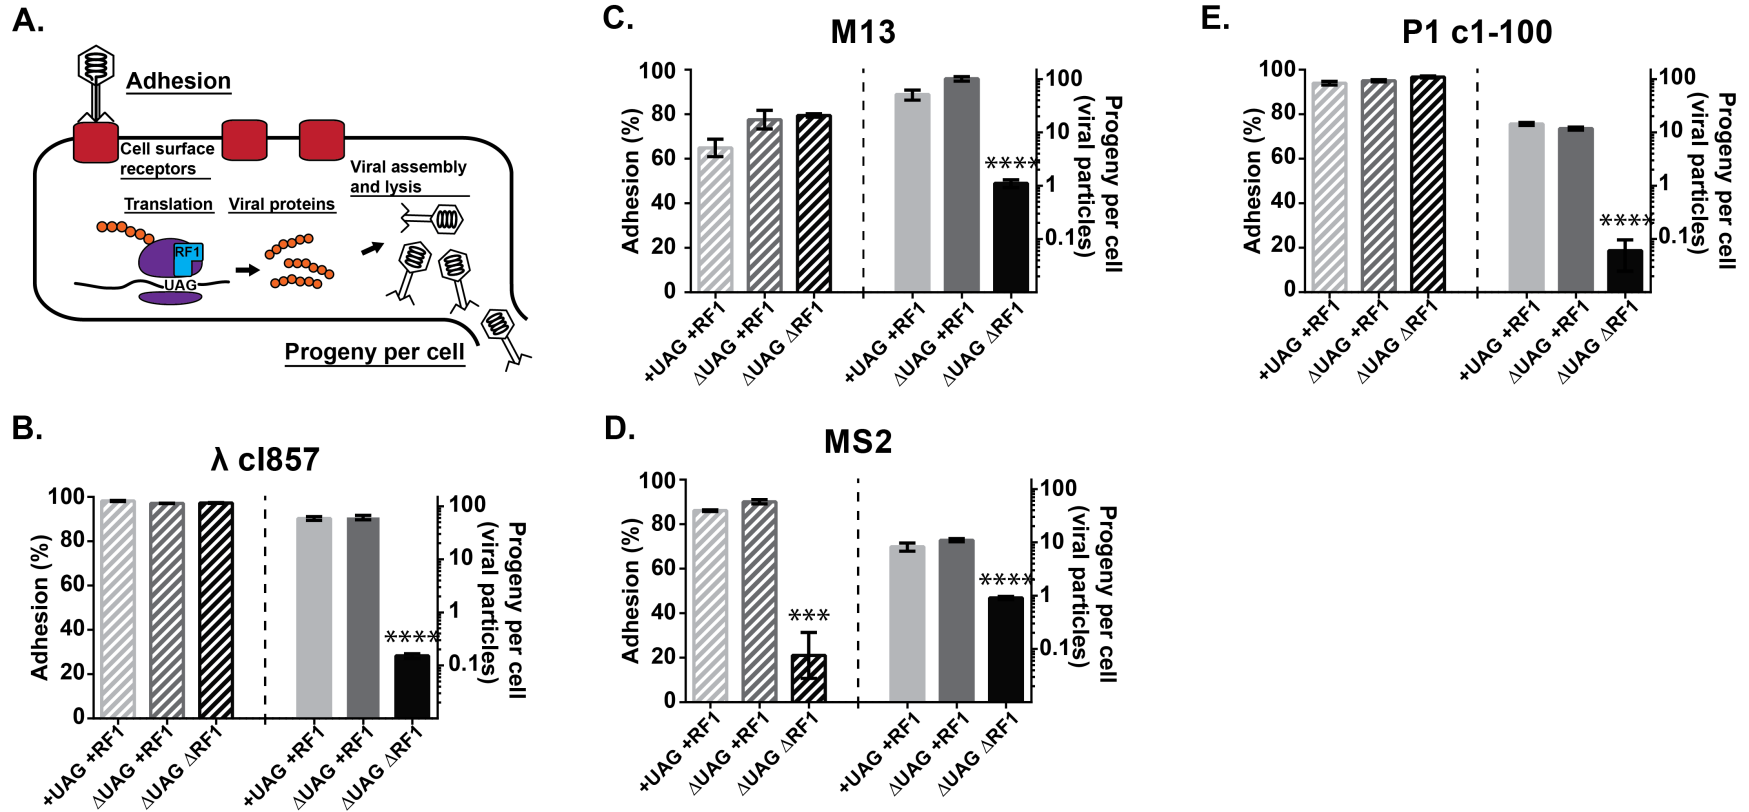 A.
Adhesion
Cell surface
receptors
Translation
Viral proteins
Viral assembly
and lysis
RF1
UAG
Progeny per cell
B.
λ cI857
Adhesion (%)
100
80
60
40
20
0
+UAG +RF1
ΔUAG +RF1
ΔUAG ΔRF1
+UAG +RF1
ΔUAG +RF1
ΔUAG ΔRF1
****
100
10
1
0.1
Progeny per cell
(viral particles)
C.
M13
Adhesion (%)
100
80
60
40
20
0
+UAG +RF1
ΔUAG +RF1
ΔUAG ΔRF1
+UAG +RF1
ΔUAG +RF1
ΔUAG ΔRF1
****
100
10
1
0.1
Progeny per cell
(viral particles)
D.
MS2
Adhesion (%)
100
80
60
40
20
0
***
+UAG +RF1
ΔUAG +RF1
ΔUAG ΔRF1
+UAG +RF1
ΔUAG +RF1
ΔUAG ΔRF1
****
100
10
1
0.1
Progeny per cell
(viral particles)
E.
P1 c1-100
Adhesion (%)
100
80
60
40
20
0
+UAG +RF1
ΔUAG +RF1
ΔUAG ΔRF1
+UAG +RF1
ΔUAG +RF1
ΔUAG ΔRF1
****
100
10
1
0.1
Progeny per cell
(viral particles)